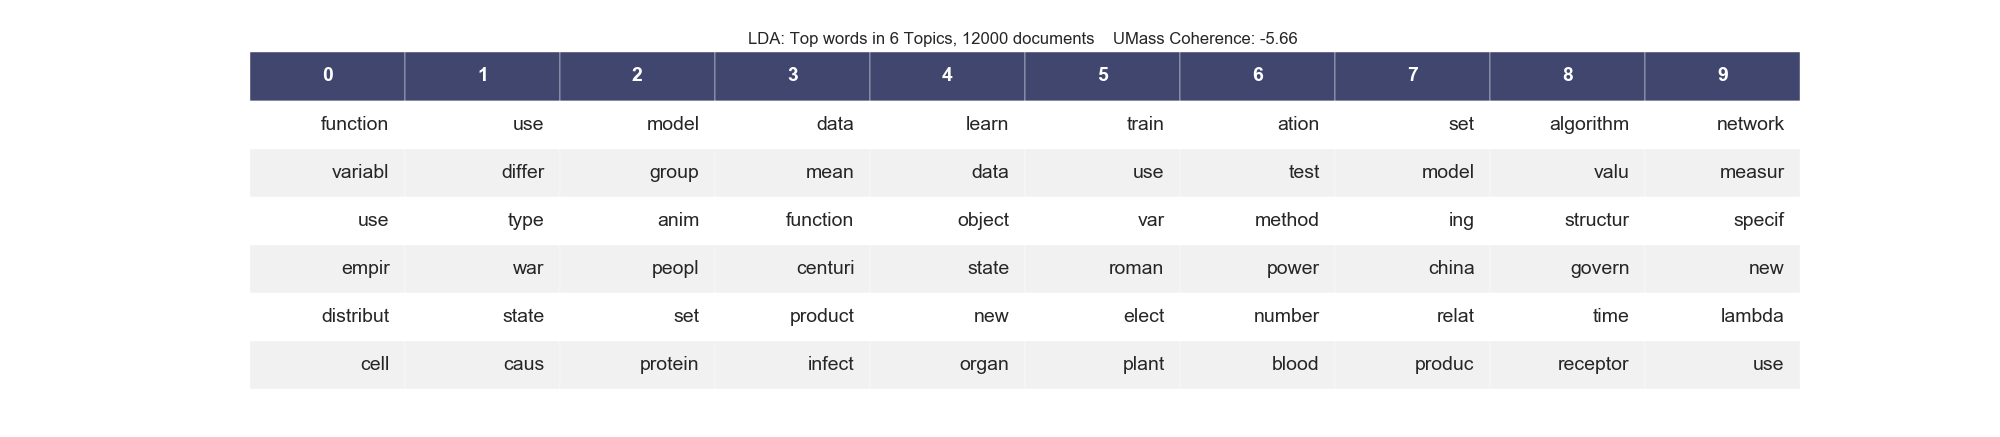 LDA: Top words in 6 Topics, 12000 documents    UMass Coherence: -5.66
0 1 2 3 4 5 6 7 8 9
function use model data learn train ation set algorithm network
variabl differ group mean data use test model valu measur
use type anim function object var method ing structur specif
empir war peopl centuri state roman power china govern new
distribut state set product new elect number relat time lambda
cell caus protein infect organ plant blood produc receptor use